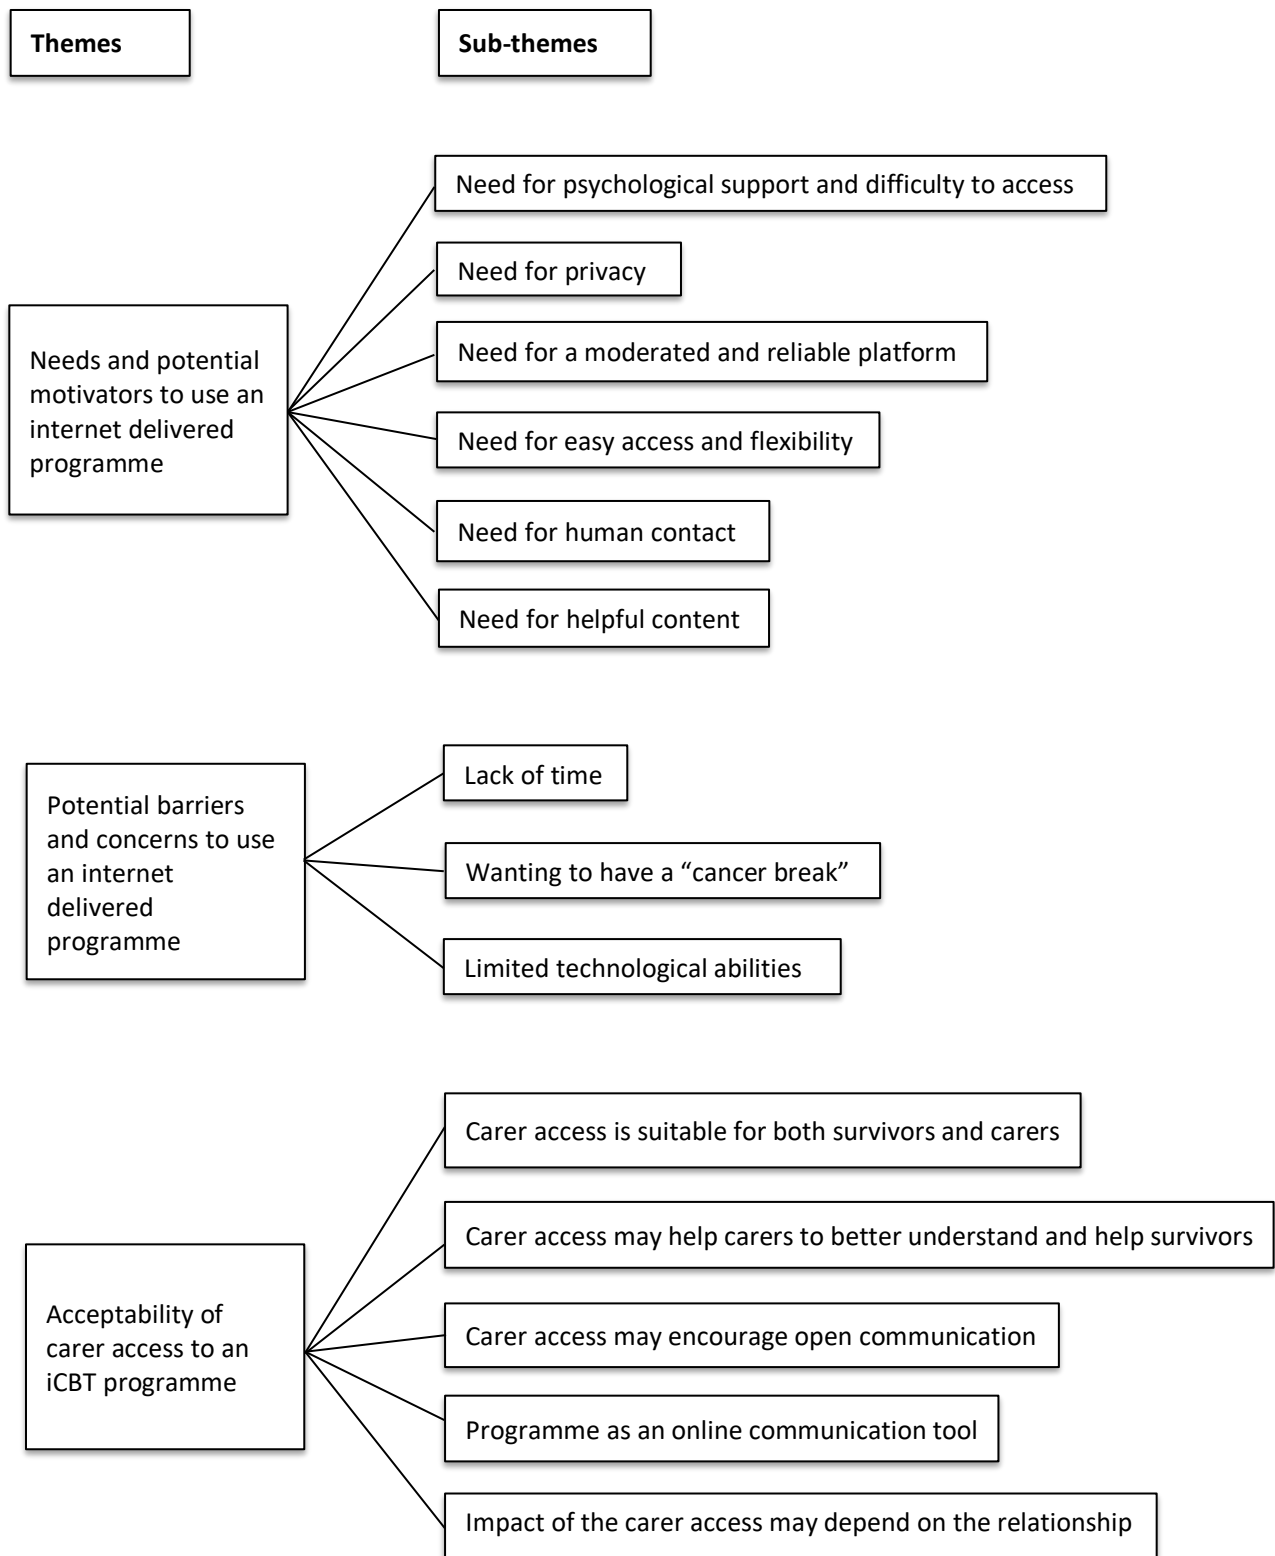 Themes
Sub-themes
Needs and potential
motivators to use an
internet delivered
programme
Need for psychological support and difficulty to access
Need for privacy
Need for a moderated and reliable platform
Need for easy access and flexibility
Need for human contact
Need for helpful content
Potential barriers
and concerns to use
an internet
delivered
programme
Lack of time
Wanting to have a “cancer break”
Limited technological abilities
Acceptability of
carer access to an
iCBT programme
Carer access is suitable for both survivors and carers
Carer access may help carers to better understand and help survivors
Carer access may encourage open communication
Programme as an online communication tool
Impact of the carer access may depend on the relationship